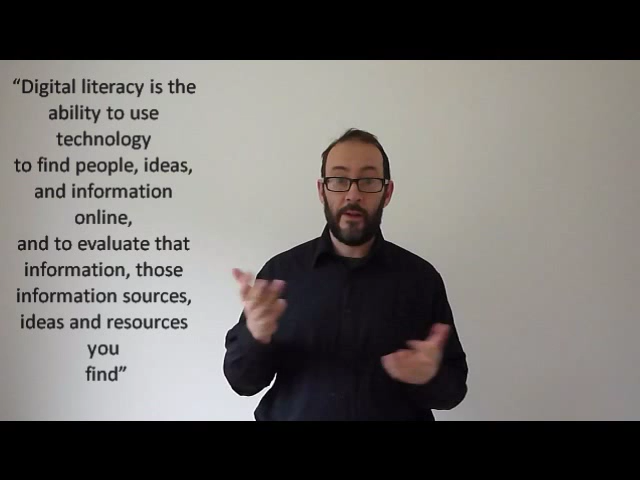 “Digital literacy is the
ability to use
technology
to find people, ideas,
and information
online,
and to evaluate that
information, those
information sources,
ideas and resources
you
find”